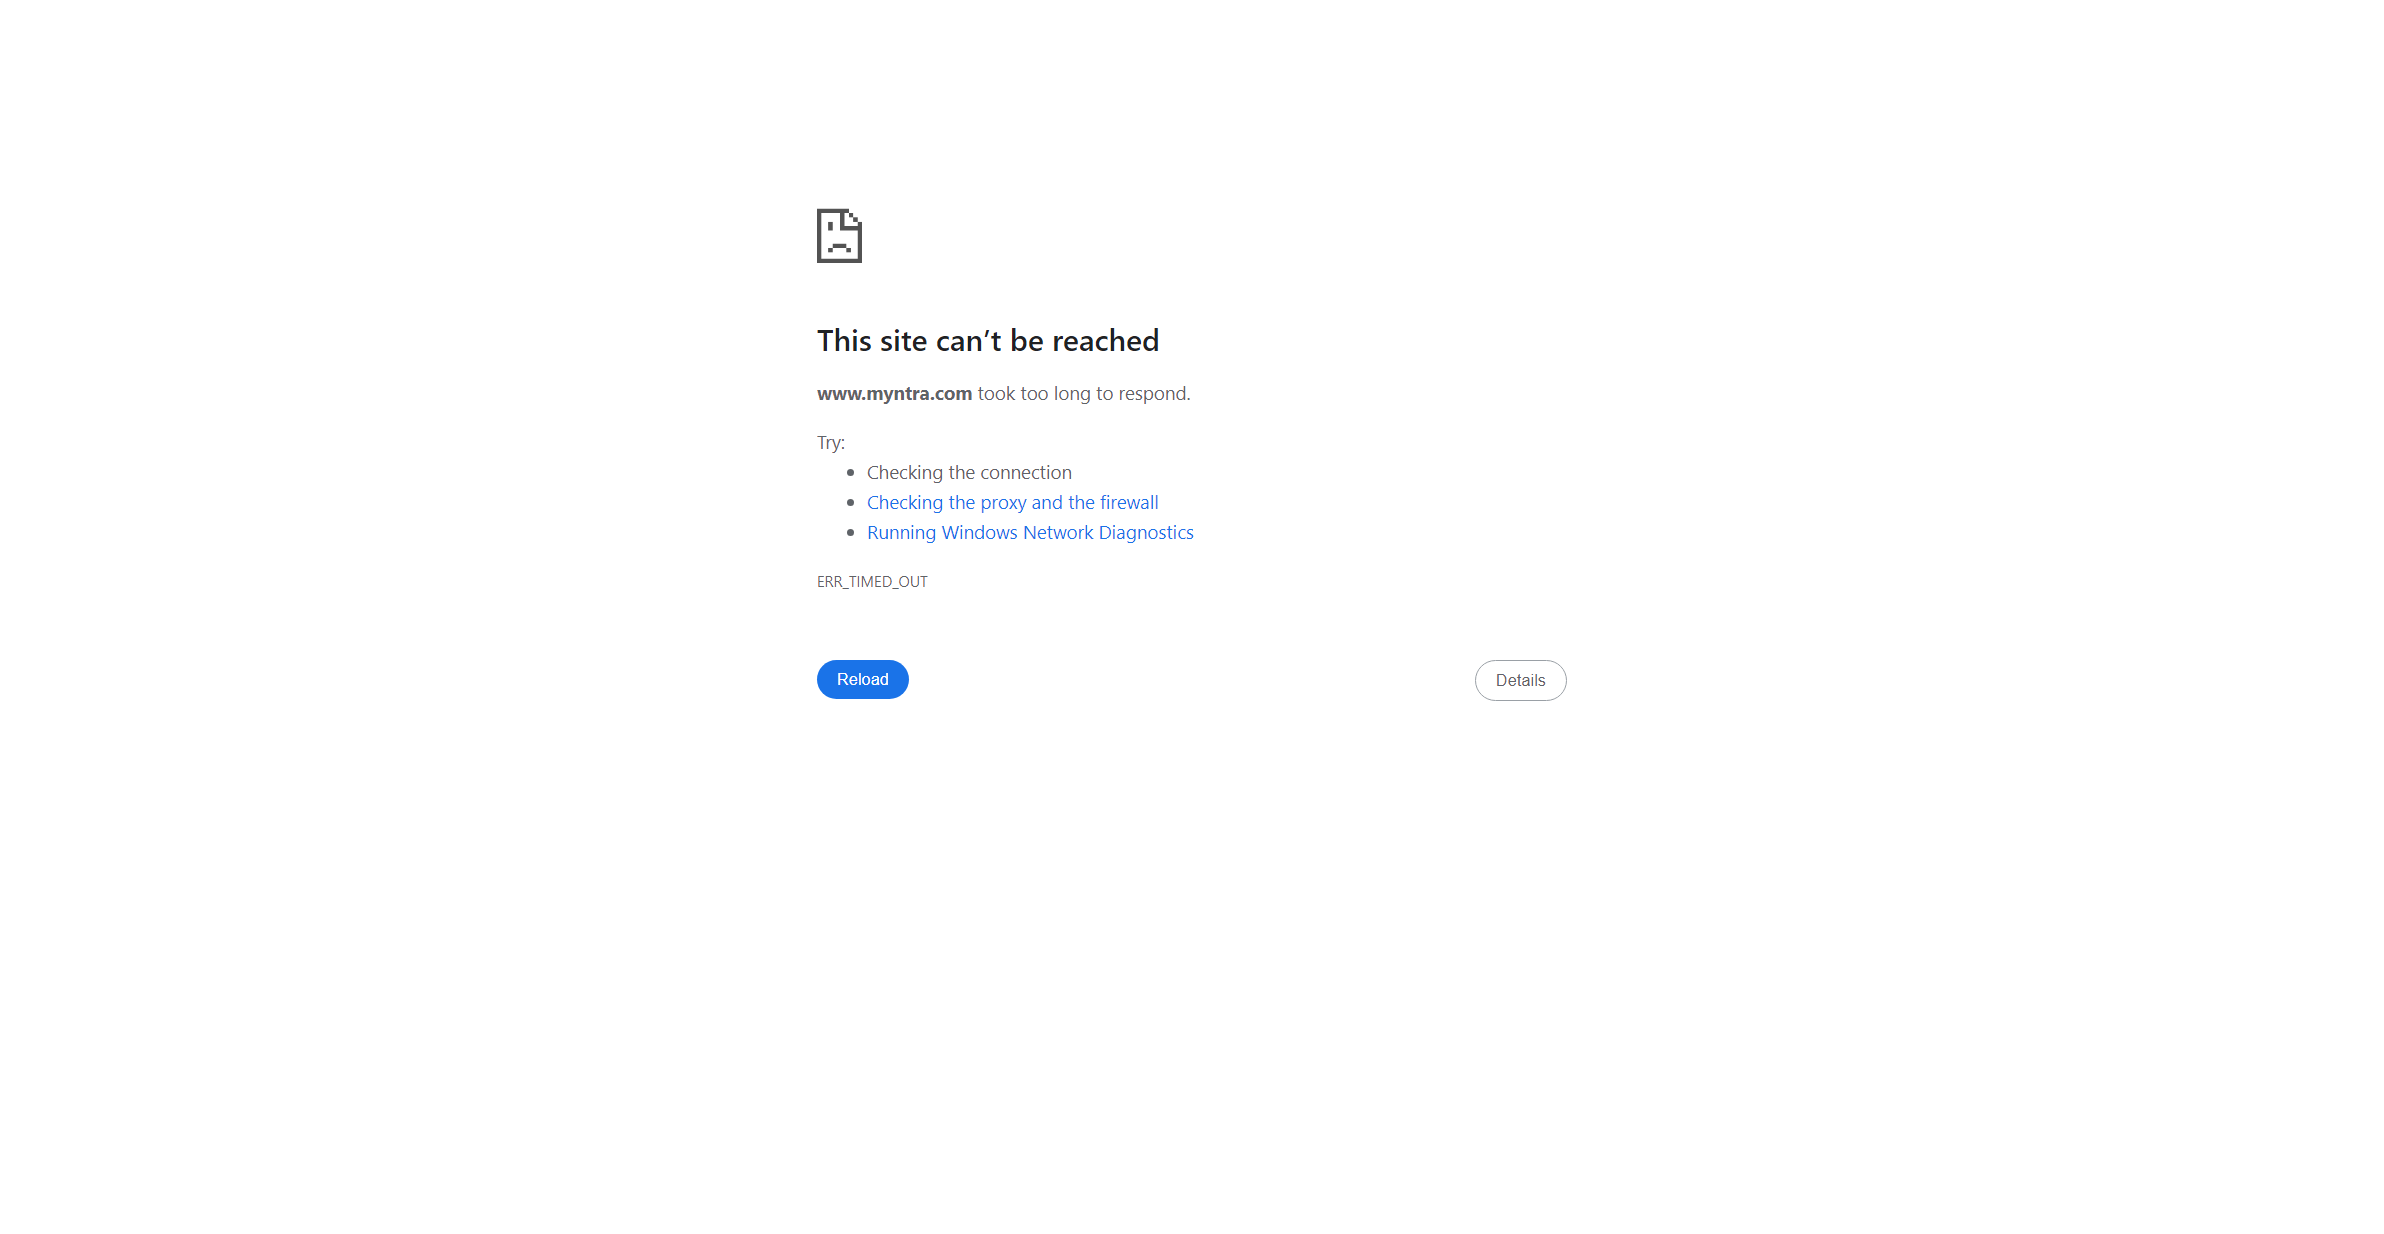 This site can’t be reached
www.myntra.com took too long to respond.
Try:
Checking the connection
Checking the proxy and the firewall
Running Windows Network Diagnostics
ERR_TIMED_OUT
Reload
Details